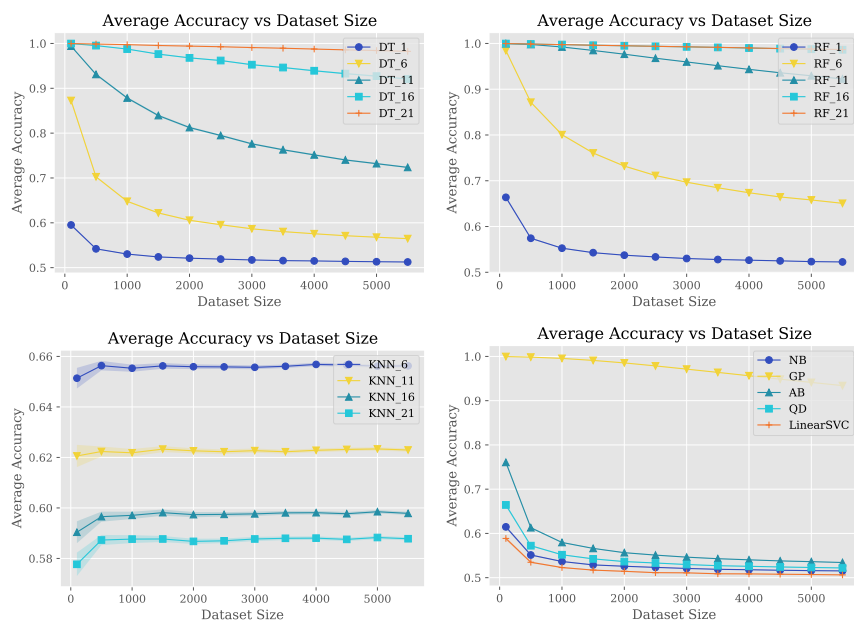 Average Accuracy vs Dataset Size
1.0
0.9
0.8
0.7
0.6
0.5
Average Accuracy
0 1000 2000 3000 4000 5000
Dataset Size
DT_1
DT_6
DT_11
DT_16
DT_21
Average Accuracy vs Dataset Size
1.0
0.9
0.8
0.7
0.6
0.5
Average Accuracy
0 1000 2000 3000 4000 5000
Dataset Size
RF_1
RF_6
RF_11
RF_16
RF_21
Average Accuracy vs Dataset Size
0.66
0.64
0.62
0.60
0.58
Average Accuracy
0 1000 2000 3000 4000 5000
Dataset Size
KNN_6
KNN_11
KNN_16
KNN_21
Average Accuracy vs Dataset Size
1.0
0.9
0.8
0.7
0.6
0.5
Average Accuracy
0 1000 2000 3000 4000 5000
Dataset Size
NB
GP
AB
QD
LinearSVC